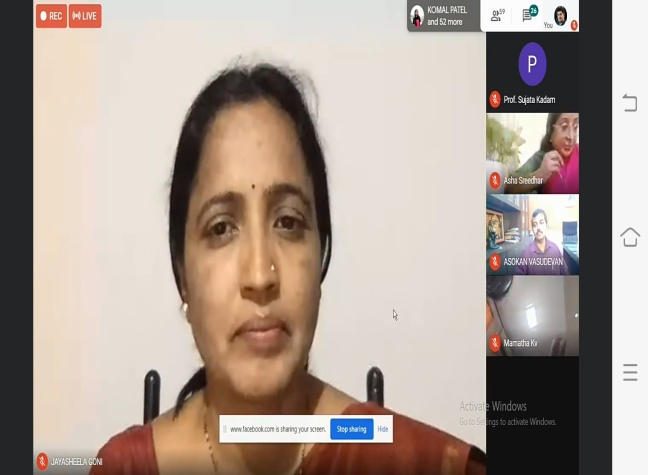 REC
LIVE
KOMAL PATEL
and 52 more
59
26
You
P
Prof. Sujata Kadam
Asha Sreedhar
ASOKAN VASUDEVAN
Mamatha Kv
Activate Windows
Go to Settings to activate Windows.
www.facebook.com is sharing your screen.
Stop sharing
Hide
JAYASHEELA GONI